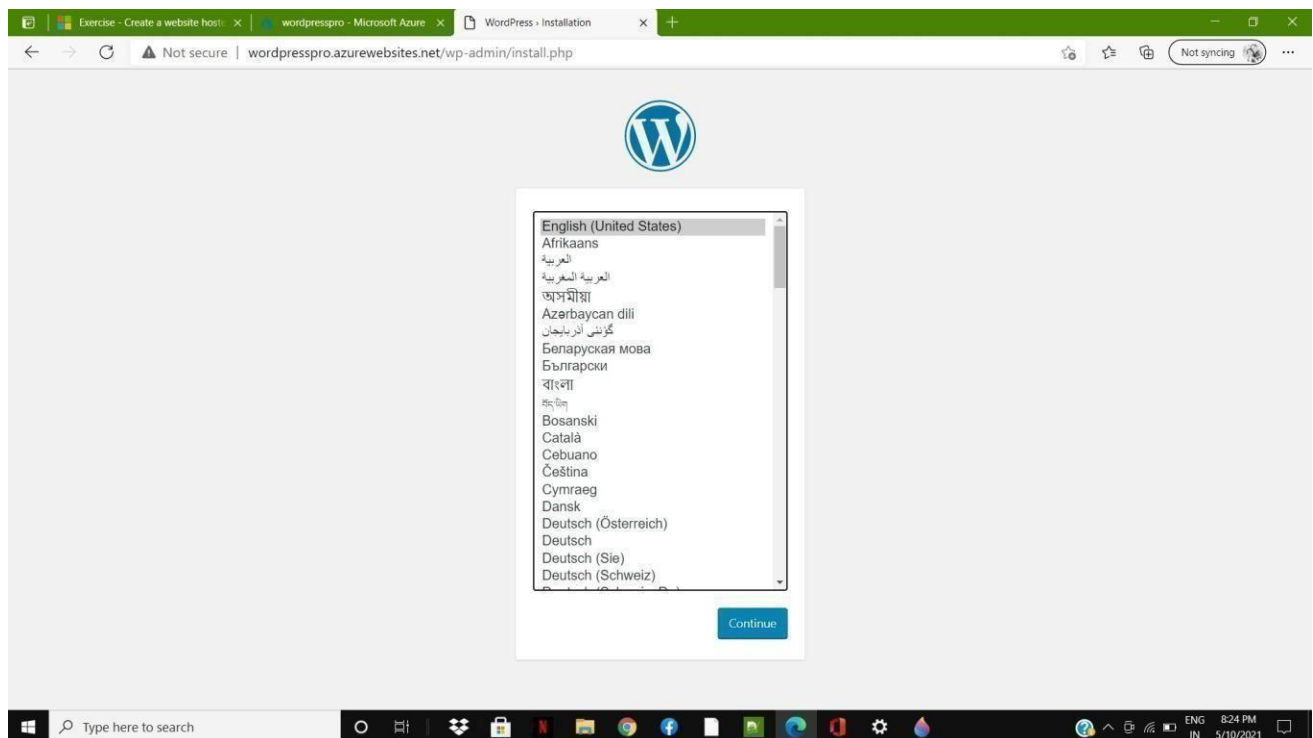 Exercise - Create a website hoste
wordpresspro - Microsoft Azure
WordPress › Installation
Not secure | wordpresspro.azurewebsites.net/wp-admin/install.php
Not syncing
English (United States)
Afrikaans
العربية
العربية المغربية
অসমীয়া
Azərbaycan dili
گؤنئی آذربایجان
Беларуская мова
Български
বাংলা
བོད་ཡིག
Bosanski
Català
Cebuano
Čeština
Cymraeg
Dansk
Deutsch (Österreich)
Deutsch
Deutsch (Sie)
Deutsch (Schweiz)
Continue
Type here to search
ENG
IN
8:24 PM
5/10/2021